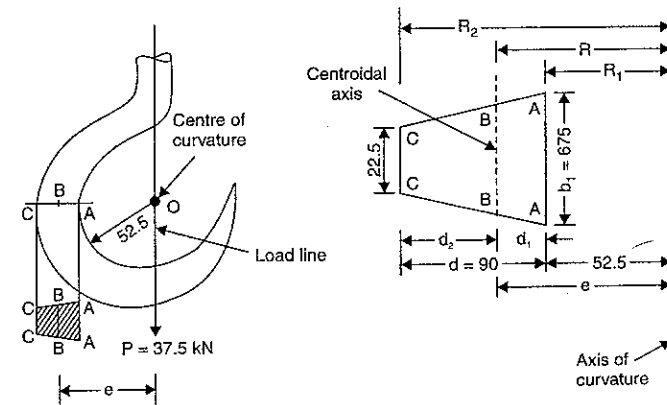 Centre of
curvature
B
C
A
O
52.5
Load line
C
B
A
C
B
A
P = 37.5 kN
e
R₂
R
R₁
Centroidal
axis
A
B
C
22.5
b₁ = 675
C
B
A
d₂
d₁
d = 90
52.5
e
Axis of
curvature